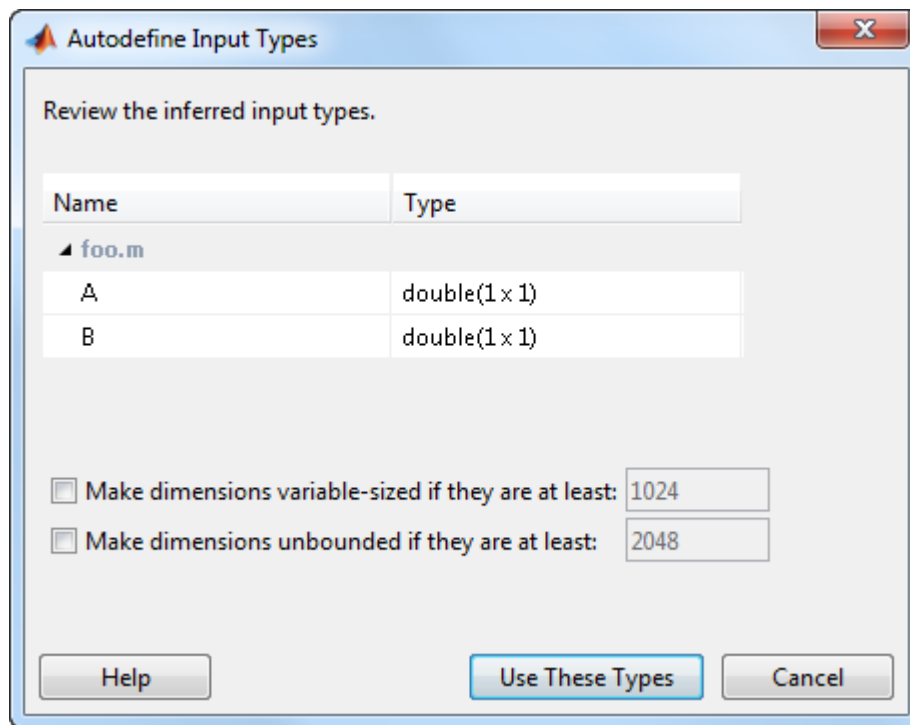 Autodefine Input Types
Review the inferred input types.
Name Type
foo.m
A double(1 x 1)
B double(1 x 1)
Make dimensions variable-sized if they are at least: 1024
Make dimensions unbounded if they are at least: 2048
Help Use These Types Cancel